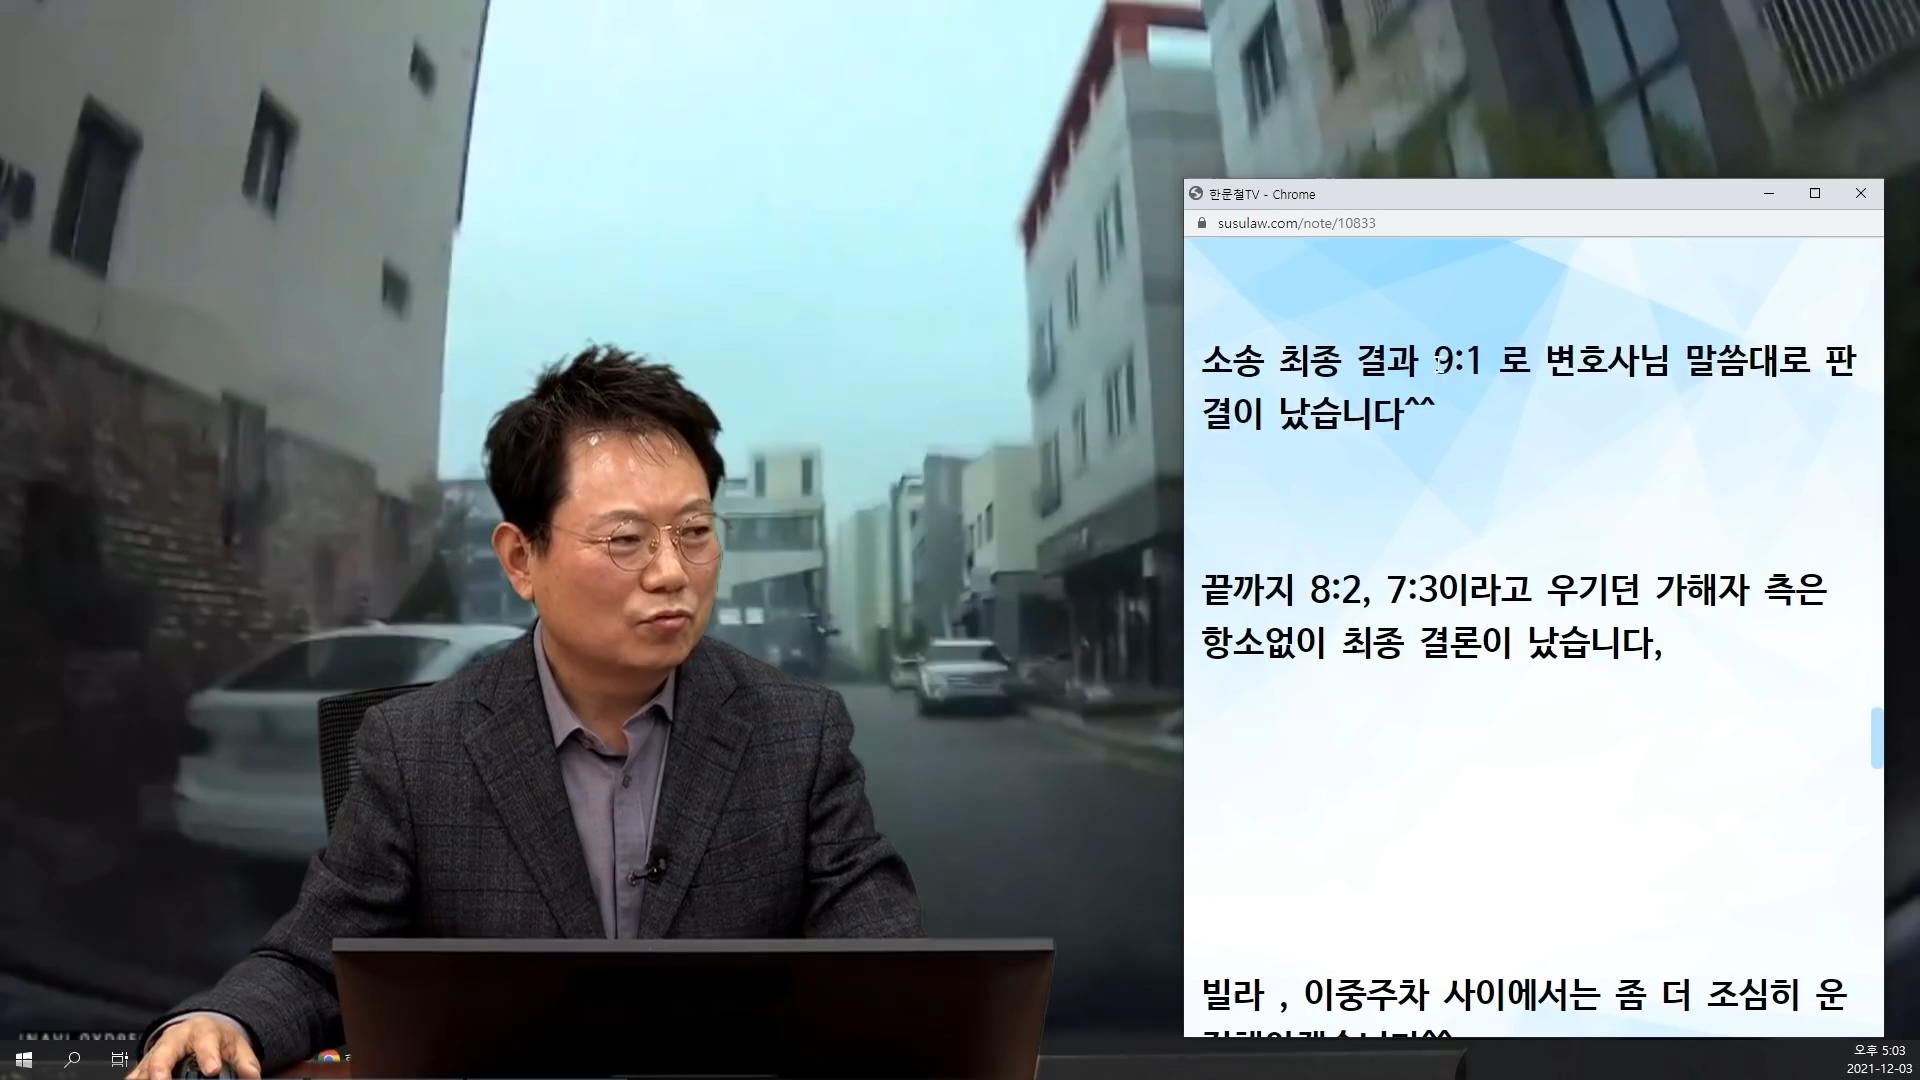 한문철TV - Chrome
susulaw.com/note/10833
소송 최종 결과 9:1 로 변호사님 말씀대로 판
결이 났습니다^^
끝까지 8:2, 7:3이라고 우기던 가해자 측은
항소없이 최종 결론이 났습니다,
빌라 , 이중주차 사이에서는 좀 더 조심히 운
오후 5:03
2021-12-03